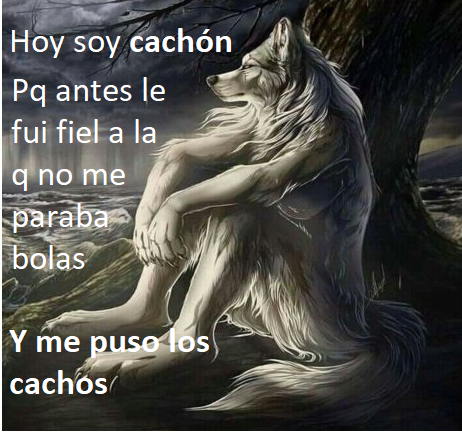 Hoy soy cachón
Pq antes le
fui fiel a la
q no me
paraba
bolas
Y me puso los
cachos